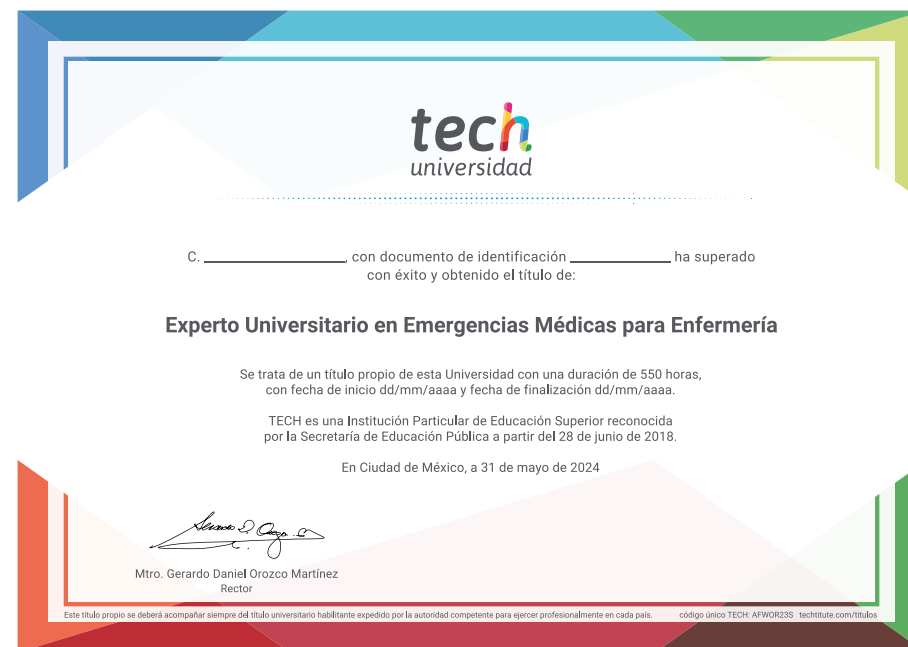 tech
universidad
C. ____________, con documento de identificación ____________ ha superado
con éxito y obtenido el título de:
Experto Universitario en Emergencias Médicas para Enfermería
Se trata de un título propio de esta Universidad con una duración de 550 horas,
con fecha de inicio dd/mm/aaaa y fecha de finalización dd/mm/aaaa.
TECH es una Institución Particular de Educación Superior reconocida
por la Secretaría de Educación Pública a partir del 28 de junio de 2018.
En Ciudad de México, a 31 de mayo de 2024
Mtro. Gerardo Daniel Orozco Martínez
Rector
Este título propio se deberá acompañar siempre del título universitario habilitante expedido por la autoridad competente para ejercer profesionalmente en cada país. código único TECH: AFWOR23S techtitute.com/titulos